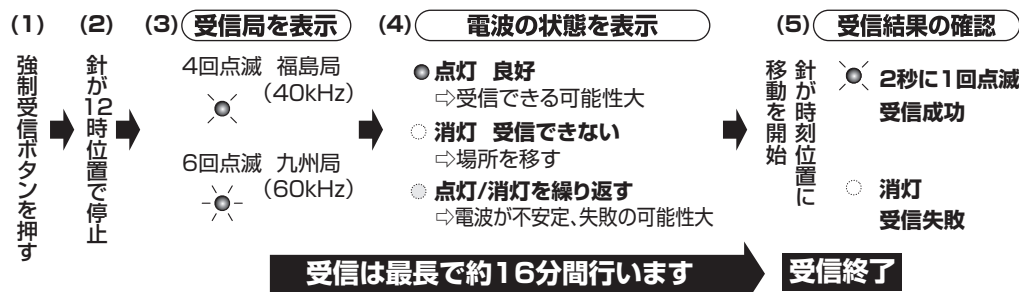 (1)
強制受信ボタンを押す
(2)
針が12時位置で停止
(3) 受信局を表示
4回点滅 福島局
(40kHz)
6回点滅 九州局
(60kHz)
(4) 電波の状態を表示
点灯 良好
⇨受信できる可能性大
消灯 受信できない
⇨場所を移す
点灯/消灯を繰り返す
⇨電波が不安定、失敗の可能性大
(5) 受信結果の確認
針が時刻位置に
移動を開始
2秒に1回点滅
受信成功
消灯
受信失敗
受信は最長で約16分間行います
受信終了